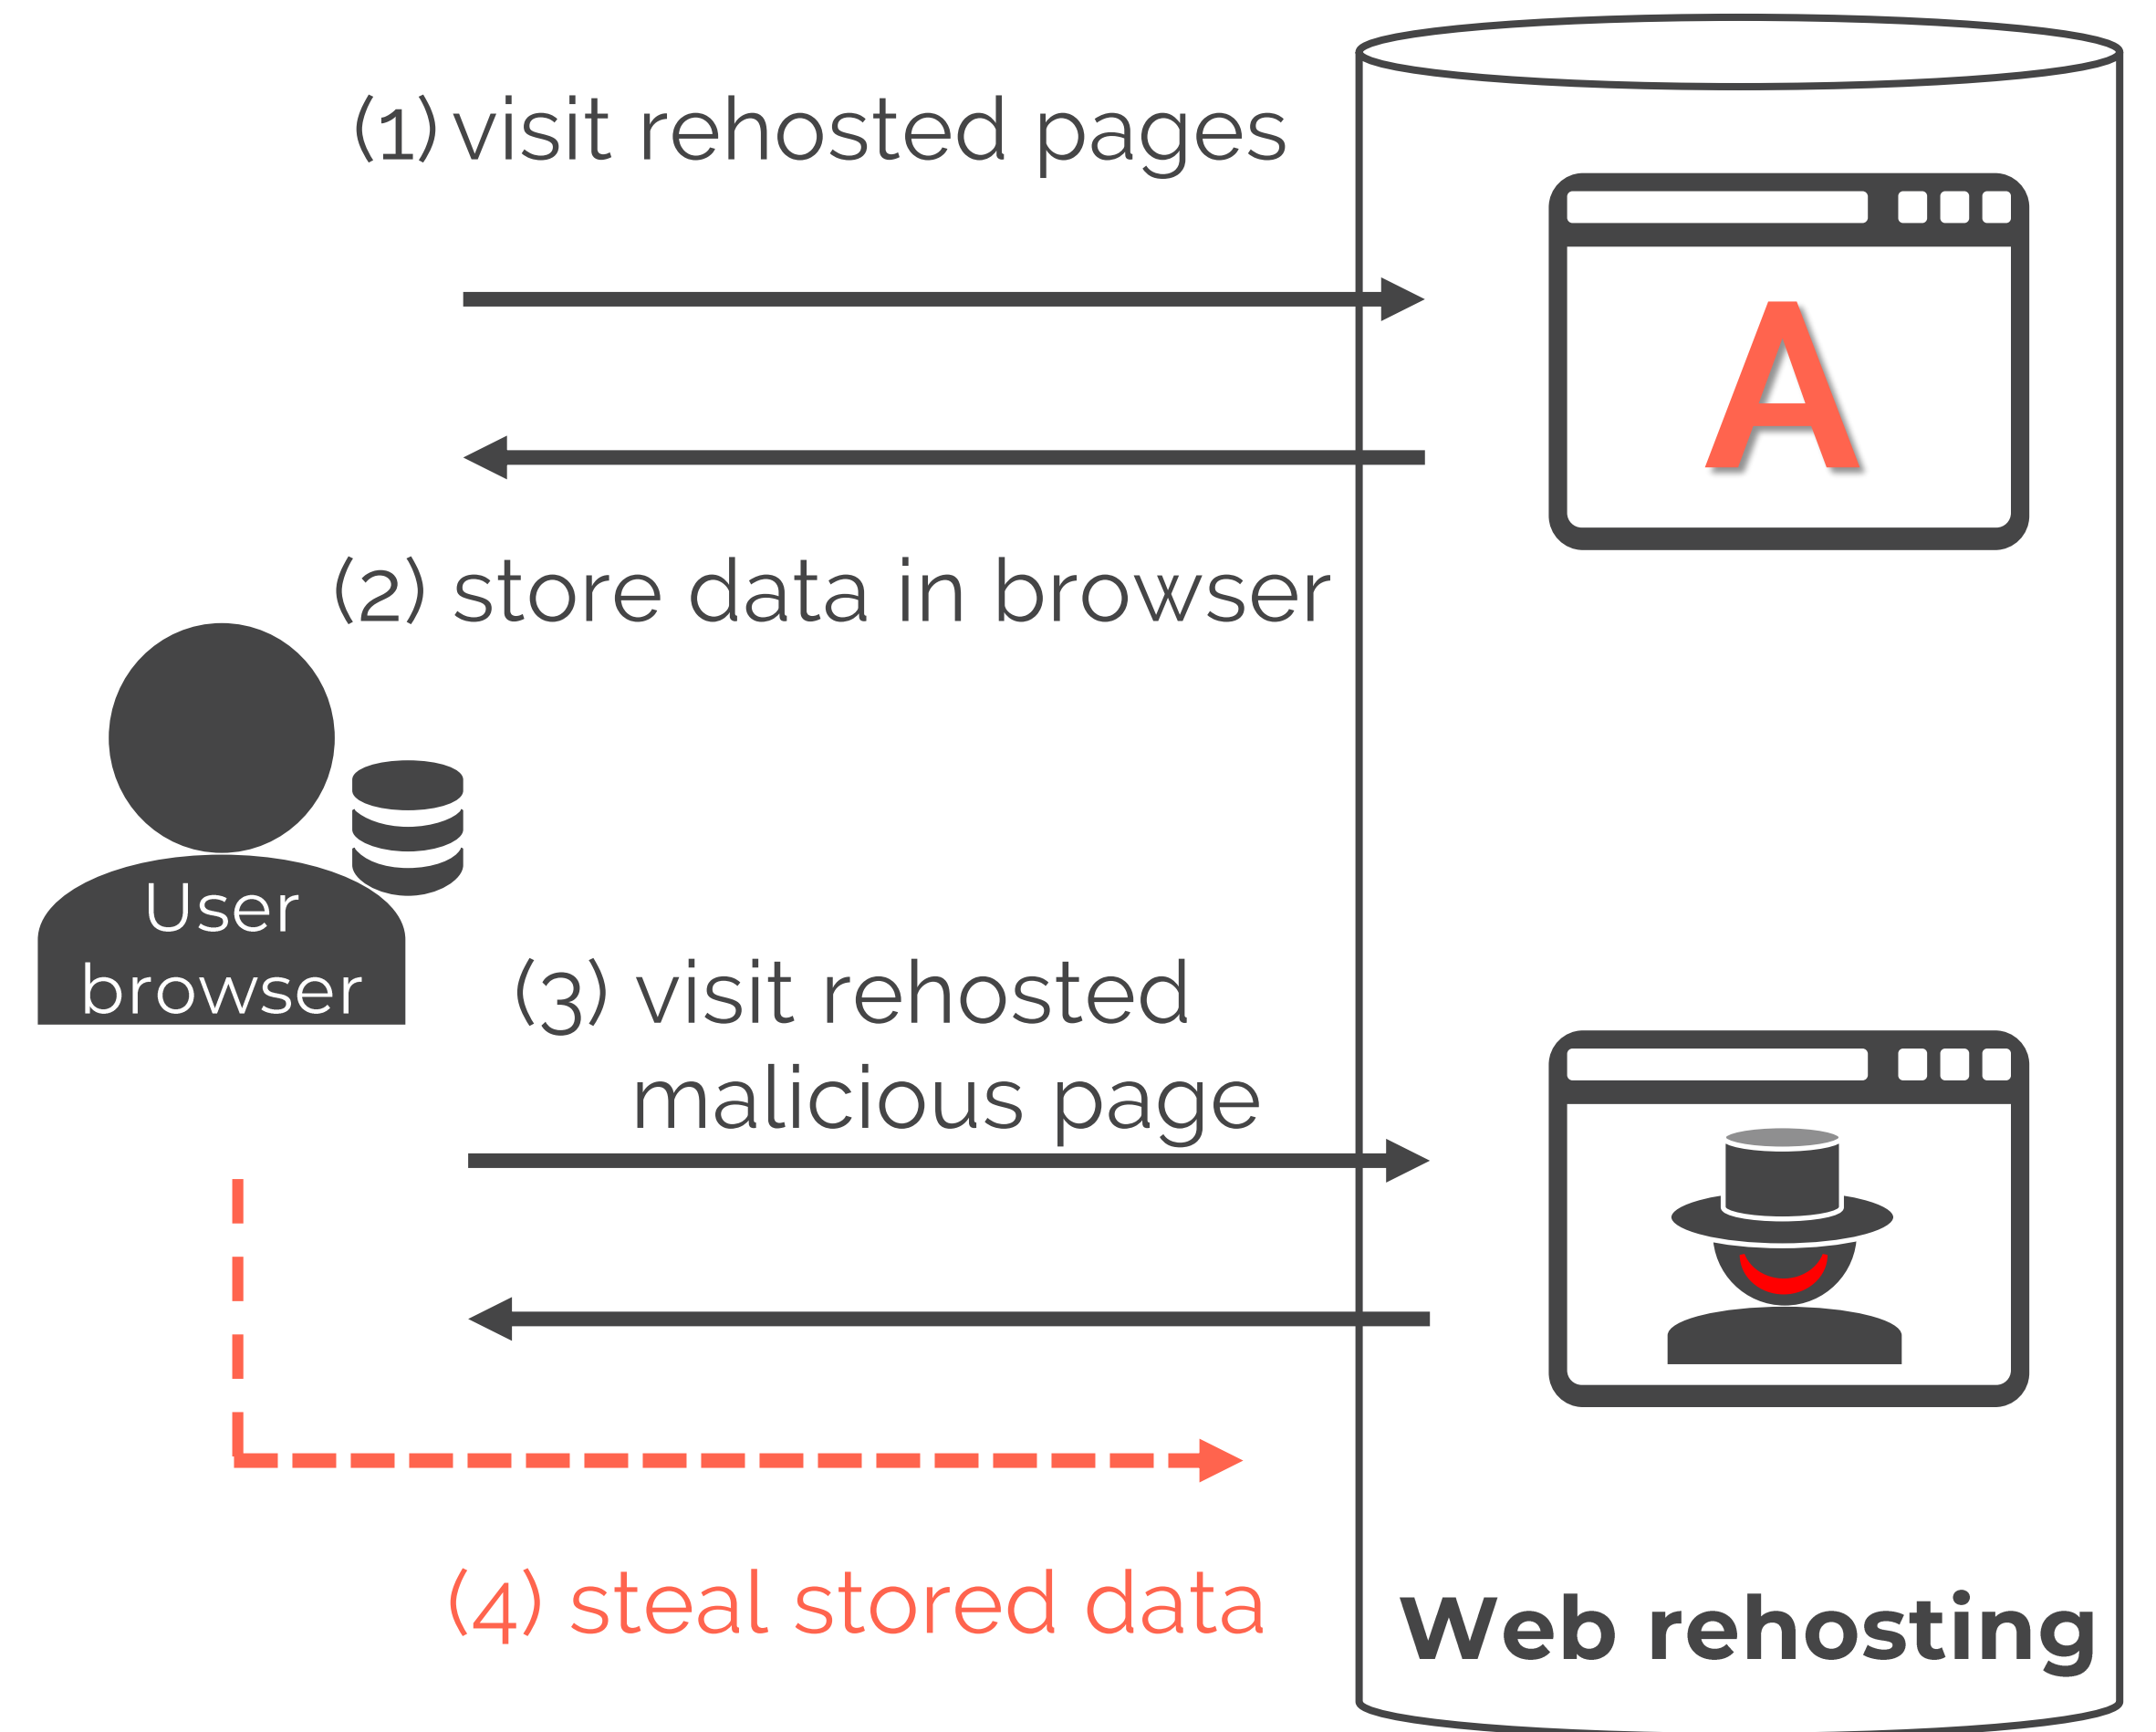 (1)visit rehosted pages
A
(2) store data in browser
User
browser
(3) visit rehosted
malicious page
(4) steal stored data
Web rehosting